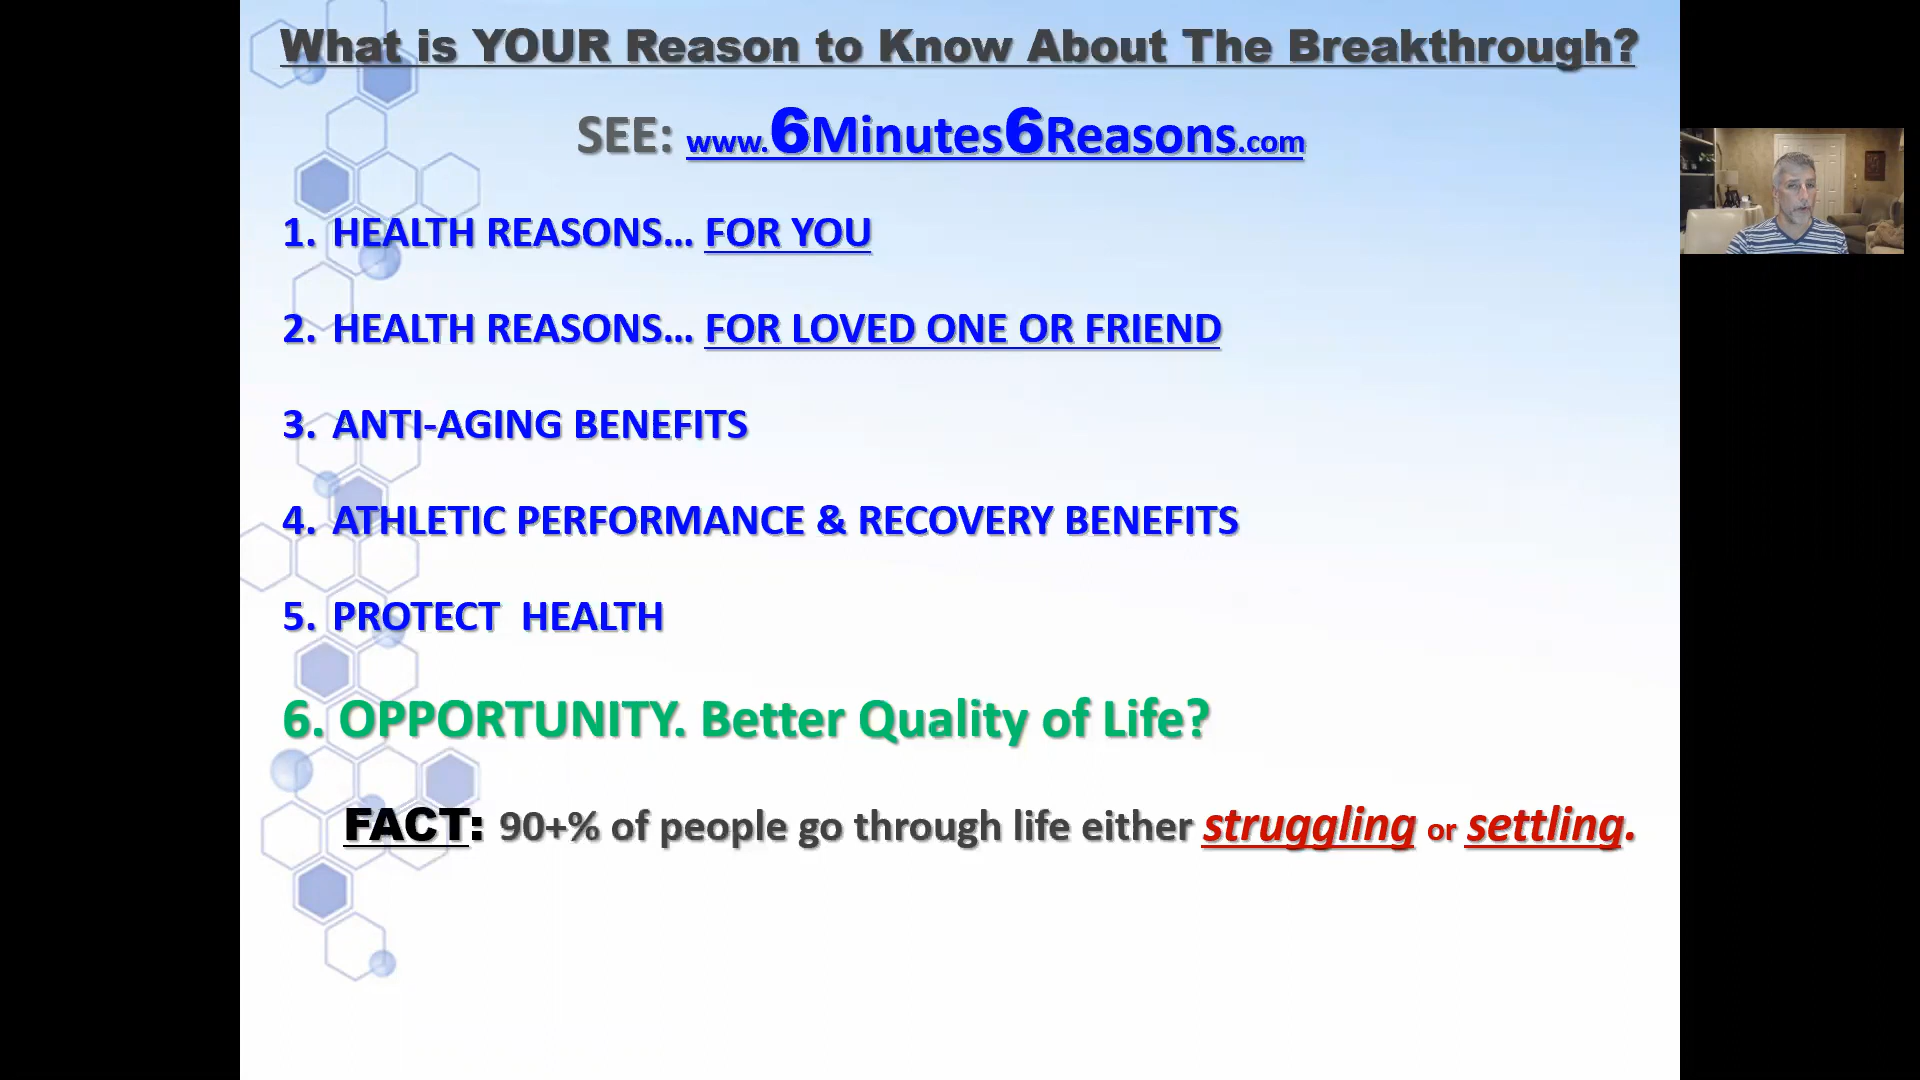 What is YOUR Reason to Know About The Breakthrough?
SEE: www.6Minutes6Reasons.com
1. HEALTH REASONS... FOR YOU
2. HEALTH REASONS... FOR LOVED ONE OR FRIEND
3. ANTI-AGING BENEFITS
4. ATHLETIC PERFORMANCE & RECOVERY BENEFITS
5. PROTECT HEALTH
6. OPPORTUNITY. Better Quality of Life?
FACT: 90+% of people go through life either struggling or settling.